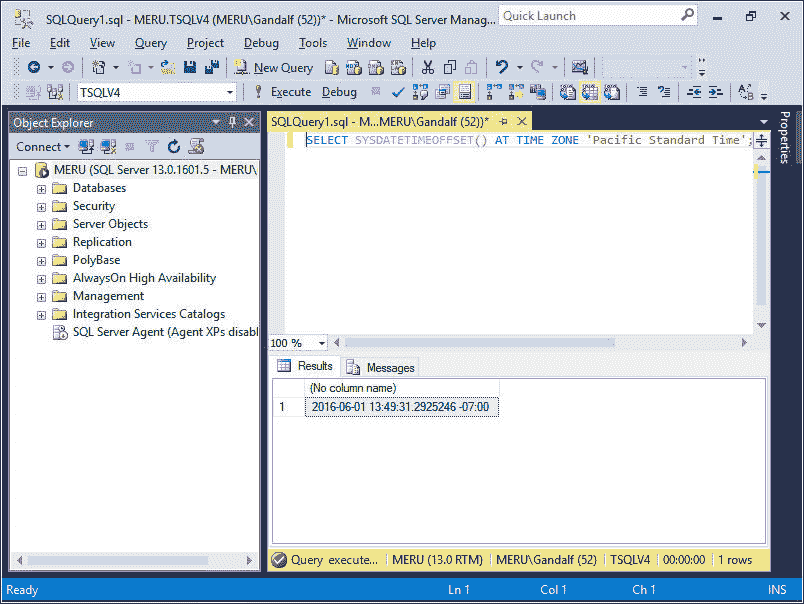 SQLQuery1.sql - MERU.TSQLV4 (MERU\Gandalf (52))* - Microsoft SQL Server Manag...
Quick Launch
File Edit View Query Project Debug Tools Window Help
New Query
TSQLV4
Execute Debug
Object Explorer
SQLQuery1.sql - M...MERU\Gandalf (52))*
Properties
Connect
SELECT SYSDATETIMEOFFSET() AT TIME ZONE 'Pacific Standard Time';
MERU (SQL Server 13.0.1601.5 - MERU\
Databases
Security
Server Objects
Replication
PolyBase
AlwaysOn High Availability
Management
Integration Services Catalogs
SQL Server Agent (Agent XPs disabl
100 %
Results Messages
(No column name)
1 2016-06-01 13:49:31.2925246 -07:00
Query execute... MERU (13.0 RTM) MERU\Gandalf (52) TSQLV4 00:00:00 1 rows
Ready Ln 1 Col 1 Ch 1 INS